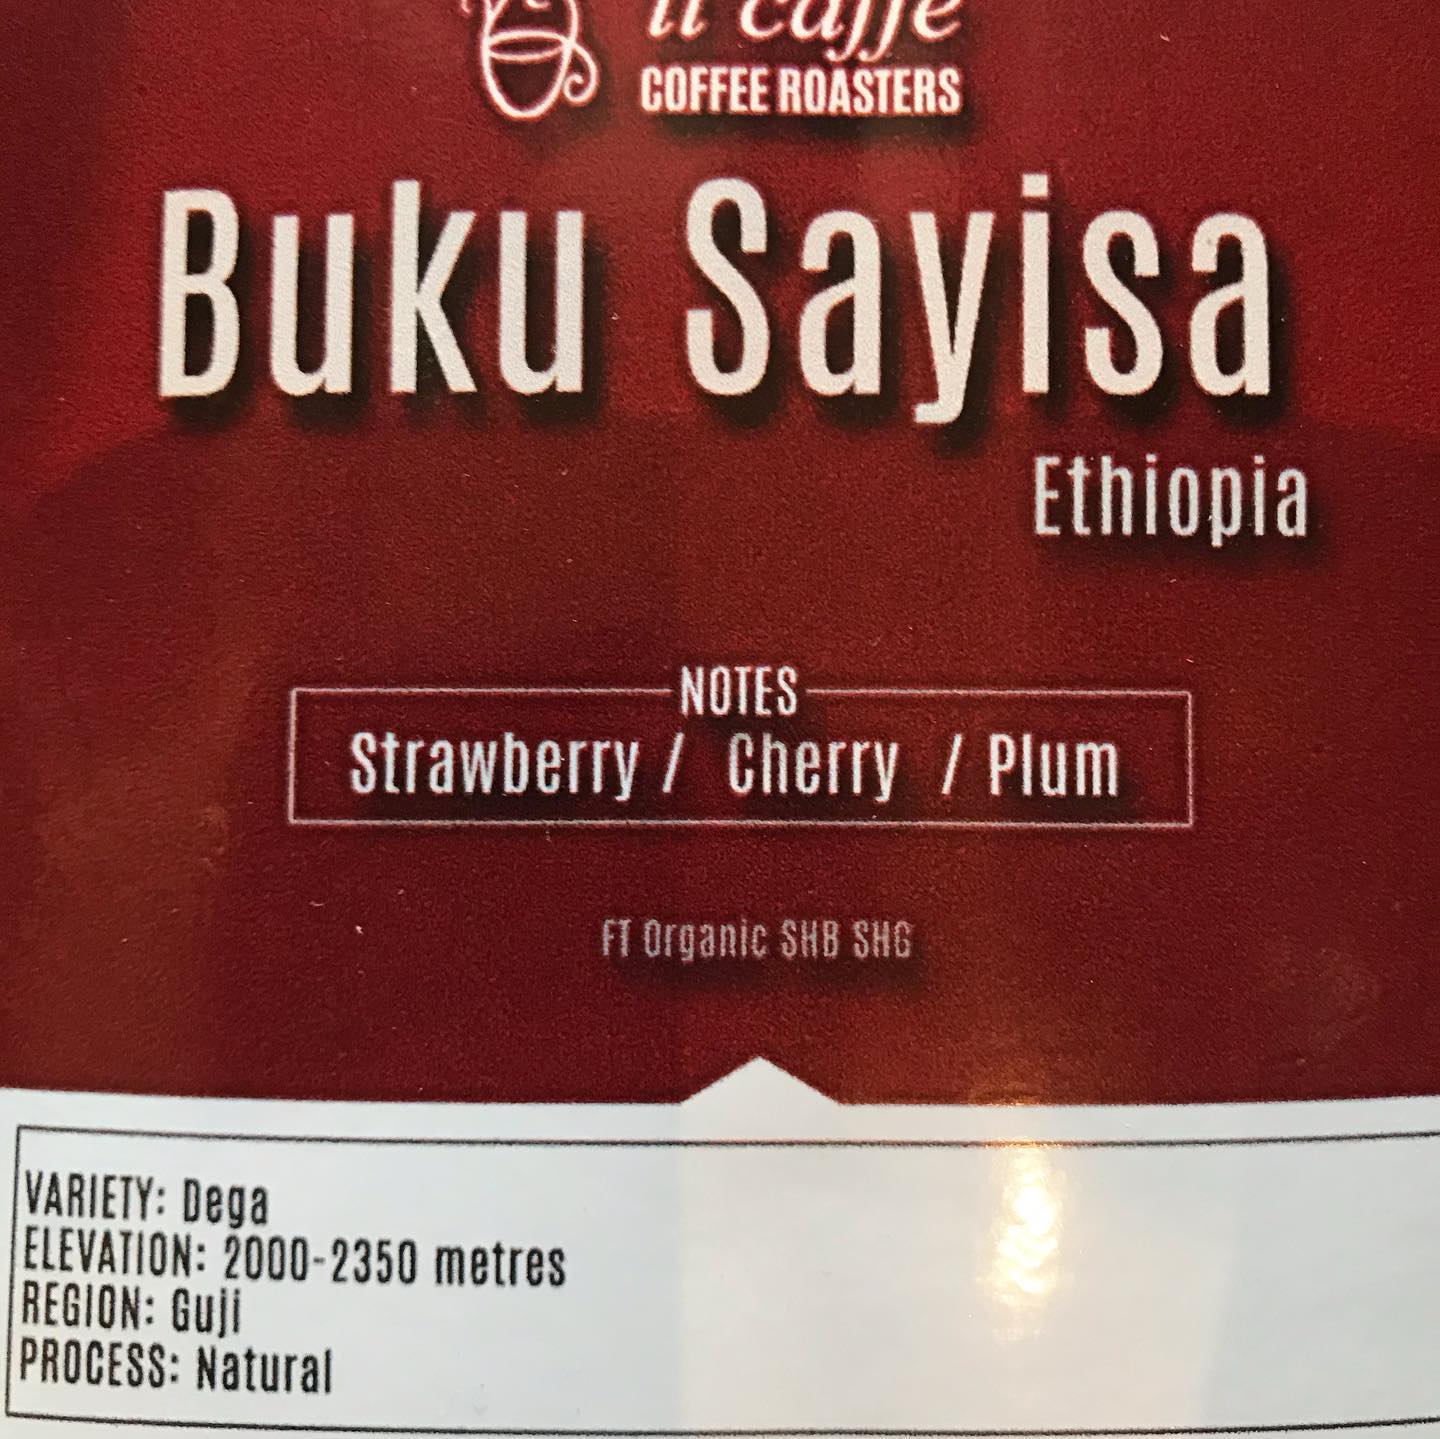 il caffe
COFFEE ROASTERS
Buku Sayisa
Ethiopia
NOTES
Strawberry / Cherry / Plum
FT Organic SHB SHG
VARIETY: Dega
ELEVATION: 2000-2350 metres
REGION: Guji
PROCESS: Natural